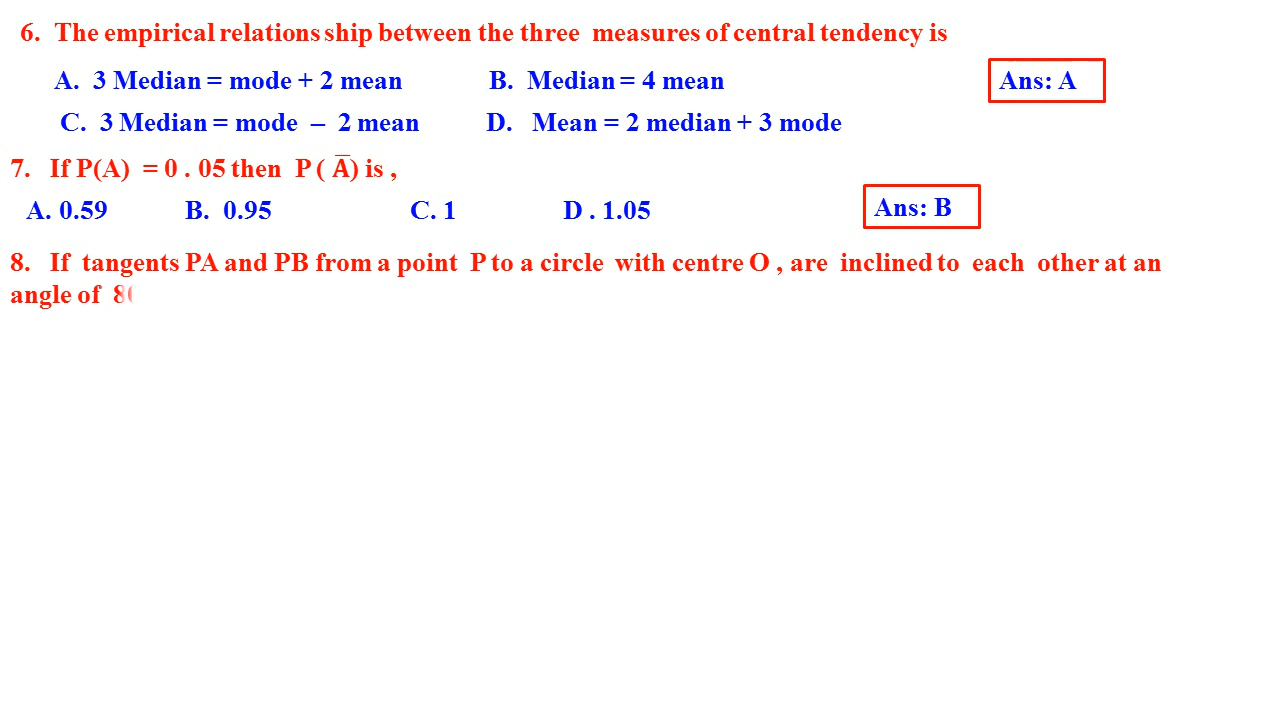 6. The empirical relations ship between the three measures of central tendency is
A. 3 Median = mode + 2 mean B. Median = 4 mean Ans: A
C. 3 Median = mode – 2 mean D. Mean = 2 median + 3 mode
7. If P(A) = 0 . 05 then P ( A̅) is ,
A. 0.59 B. 0.95 C. 1 D . 1.05 Ans: B
8. If tangents PA and PB from a point P to a circle with centre O , are inclined to each other at an
angle of